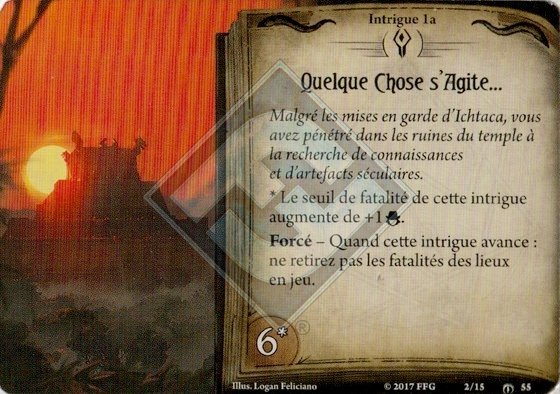 Intrigue 1a
Quelque Chose s'Agite...
Malgré les mises en garde d'Ichtaca, vous
avez pénétré dans les ruines du temple à
la recherche de connaissances
et d'artefacts séculaires.
* Le seuil de fatalité de cette intrigue
augmente de +1.
Forcé – Quand cette intrigue avance :
ne retirez pas les fatalités des lieux
en jeu.
6*
®
Illus. Logan Feliciano © 2017 FFG 2/15 55